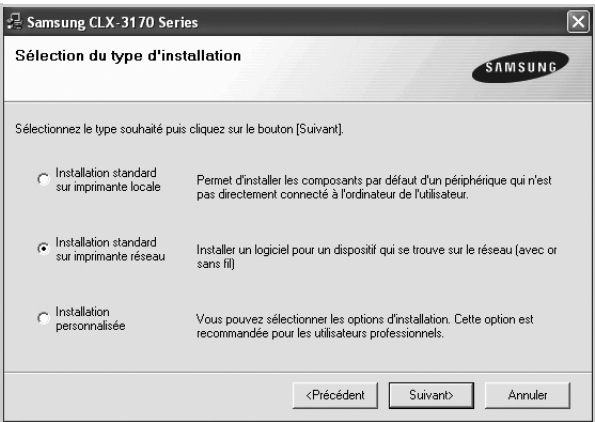 Samsung CLX-3170 Series
Sélection du type d'installation
SAMSUNG
Sélectionnez le type souhaité puis cliquez sur le bouton [Suivant].
Installation standard
sur imprimante locale
Permet d'installer les composants par défaut d'un périphérique qui n'est
pas directement connecté à l'ordinateur de l'utilisateur.
Installation standard
sur imprimante réseau
Installer un logiciel pour un dispositif qui se trouve sur le réseau (avec or
sans fil)
Installation
personnalisée
Vous pouvez sélectionner les options d'installation. Cette option est
recommandée pour les utilisateurs professionnels.
<Précédent
Suivant>
Annuler